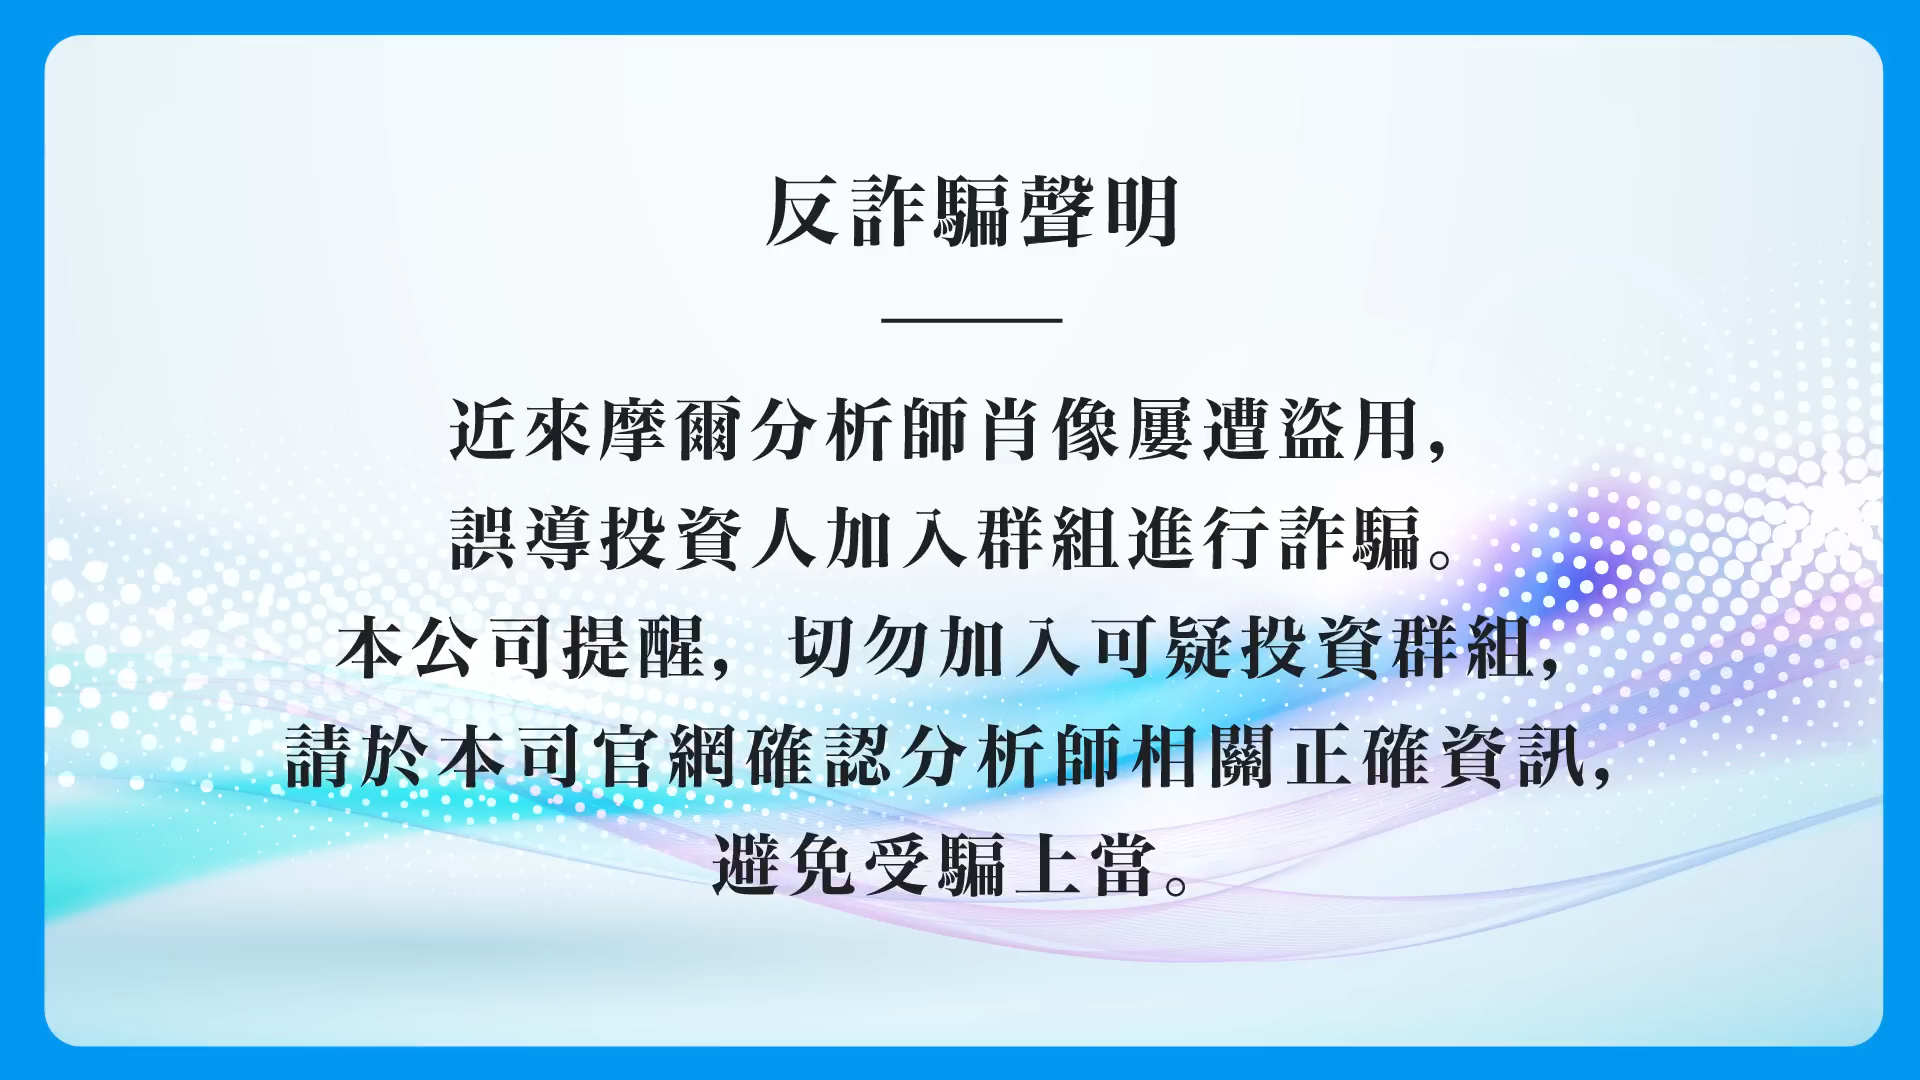 反詐騙聲明
近來摩爾分析師肖像屢遭盜用，
誤導投資人加入群組進行詐騙。
本公司提醒，切勿加入可疑投資群組，
請於本司官網確認分析師相關正確資訊，
避免受騙上當。